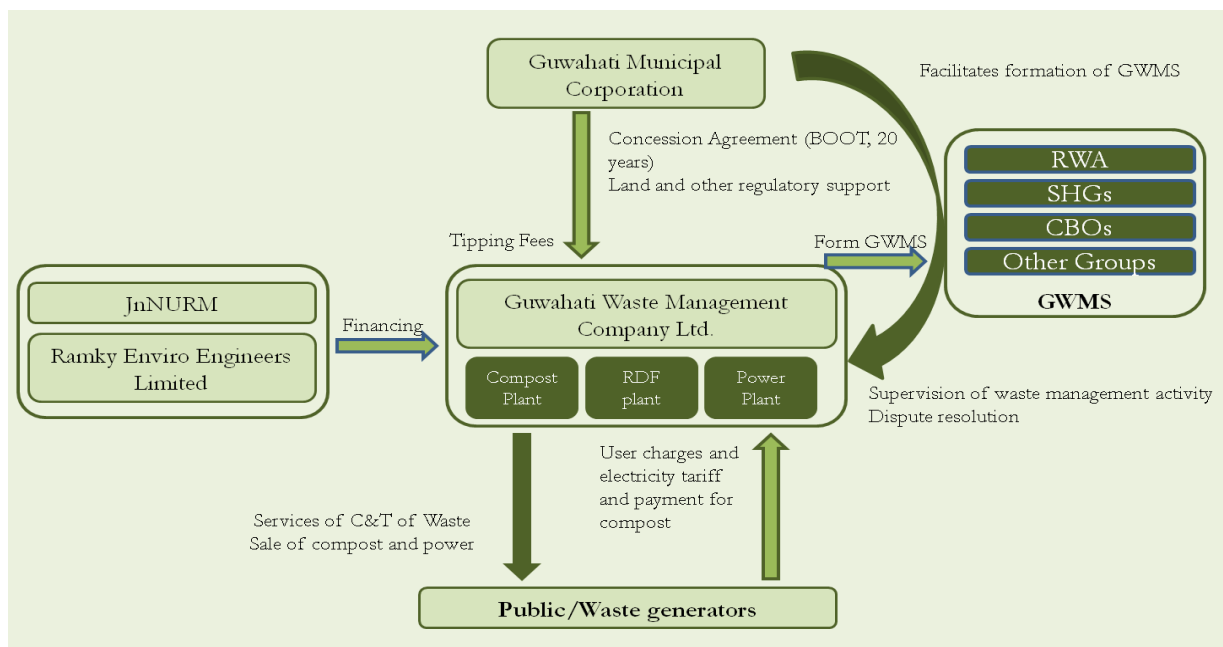 Guwahati Municipal
Corporation
Facilitates formation of GWMS
Concession Agreement (BOOT, 20
years)
Land and other regulatory support
Tipping Fees
Form GWMS
RWA
SHGs
CBOs
Other Groups
GWMS
JnNURM
Ramky Enviro Engineers
Limited
Financing
Guwahati Waste Management
Company Ltd.
Compost
Plant
RDF
plant
Power
Plant
Supervision of waste management activity
Dispute resolution
User charges and
electricity tariff
and payment for
compost
Services of C&T of Waste
Sale of compost and power
Public/Waste generators